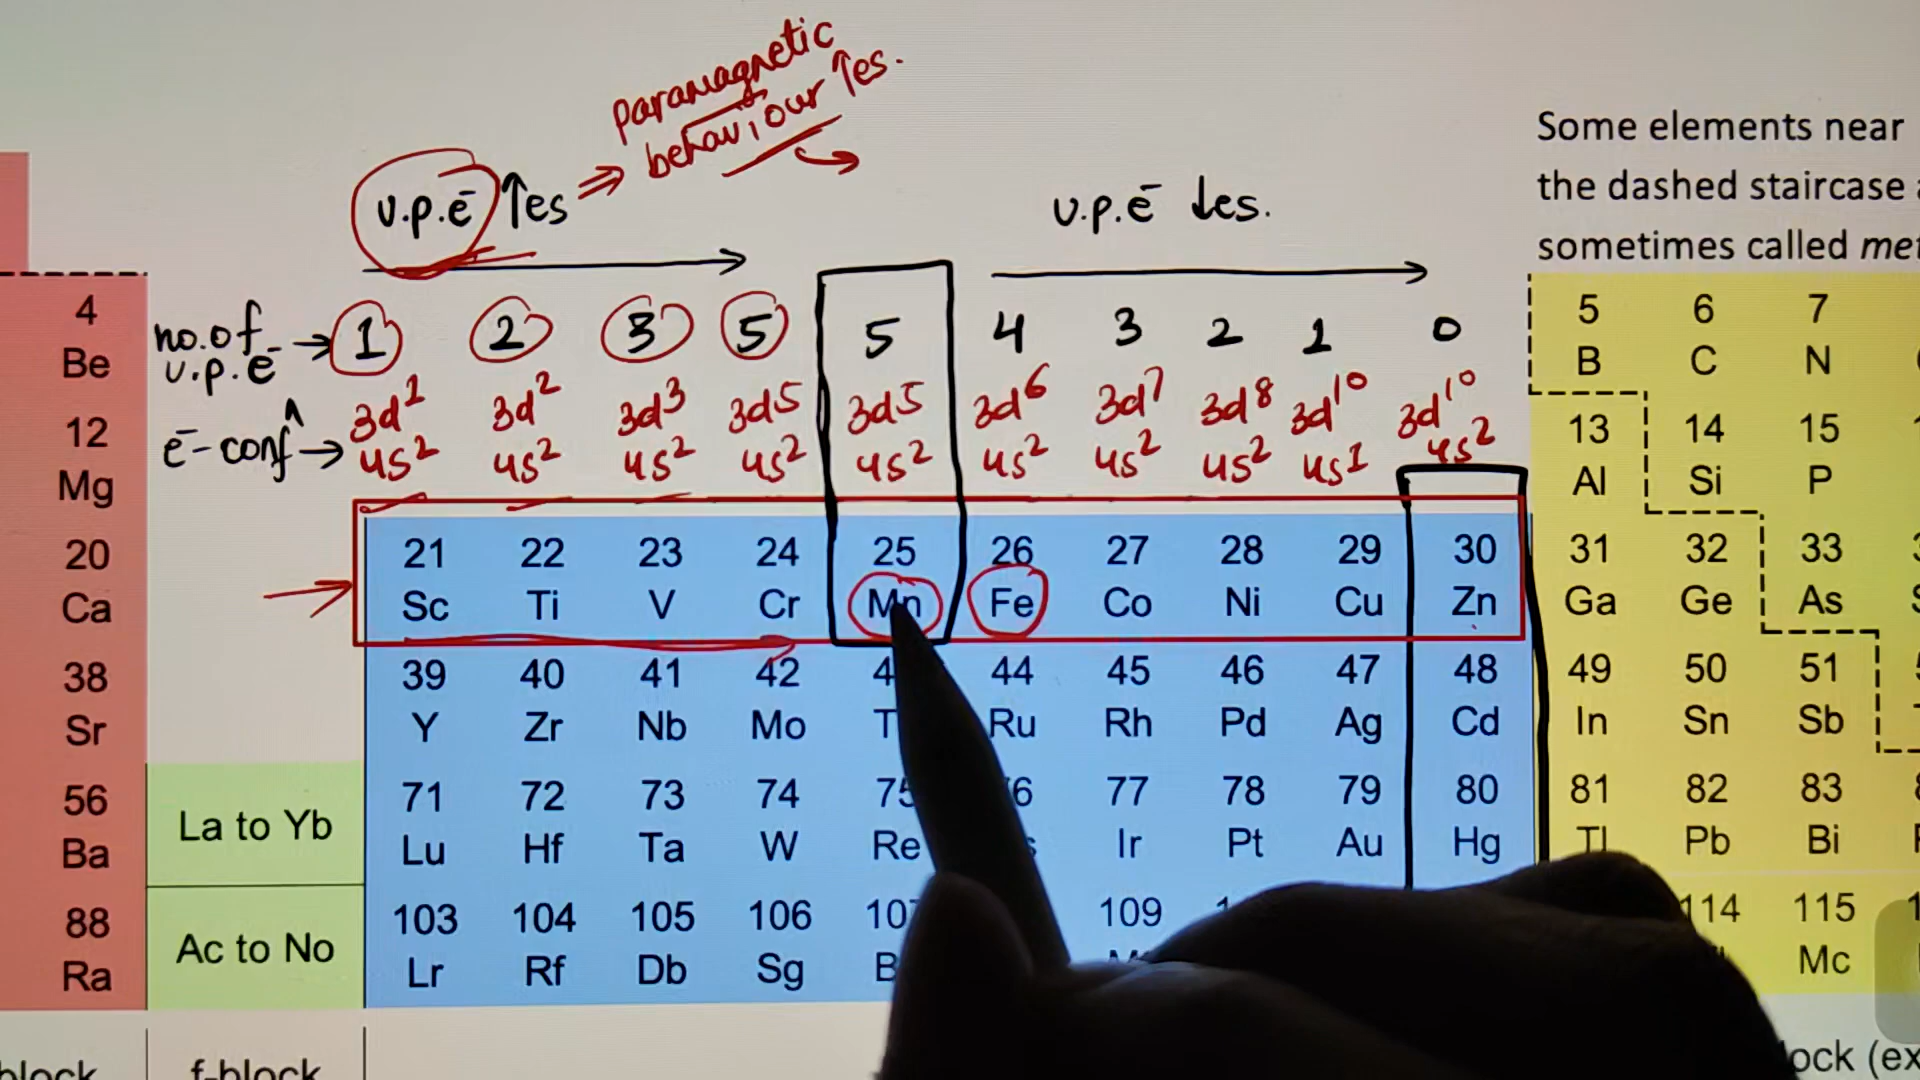 paramagnetic
behaviour ↑es.
u.p.ē ↑es ⇒
u.p.ē ↓es.
Some elements near
the dashed staircase
sometimes called
no. of
u.p.ē → 1 2 3 5 5 4 3 2 1 0
3d1 3d2 3d3 3d5 3d5 3d6 3d7 3d8 3d10 3d10
ē-conf^n → 4s2 4s2 4s2 4s2 4s2 4s2 4s2 4s2 4s1 4s2
4 5 6 7
Be B C N
12 13 14 15
Mg Al Si P
20 21 22 23 24 25 26 27 28 29 30 31 32 33
Ca Sc Ti V Cr Mn Fe Co Ni Cu Zn Ga Ge As
38 39 40 41 42 44 45 46 47 48 49 50 51
Sr Y Zr Nb Mo Ru Rh Pd Ag Cd In Sn Sb
56 71 72 73 74 75 77 78 79 80 81 82 83
Ba La to Yb Lu Hf Ta W Re Ir Pt Au Hg Tl Pb Bi
88 103 104 105 106 109 114 115
Ra Ac to No Lr Rf Db Sg Mc
f-block